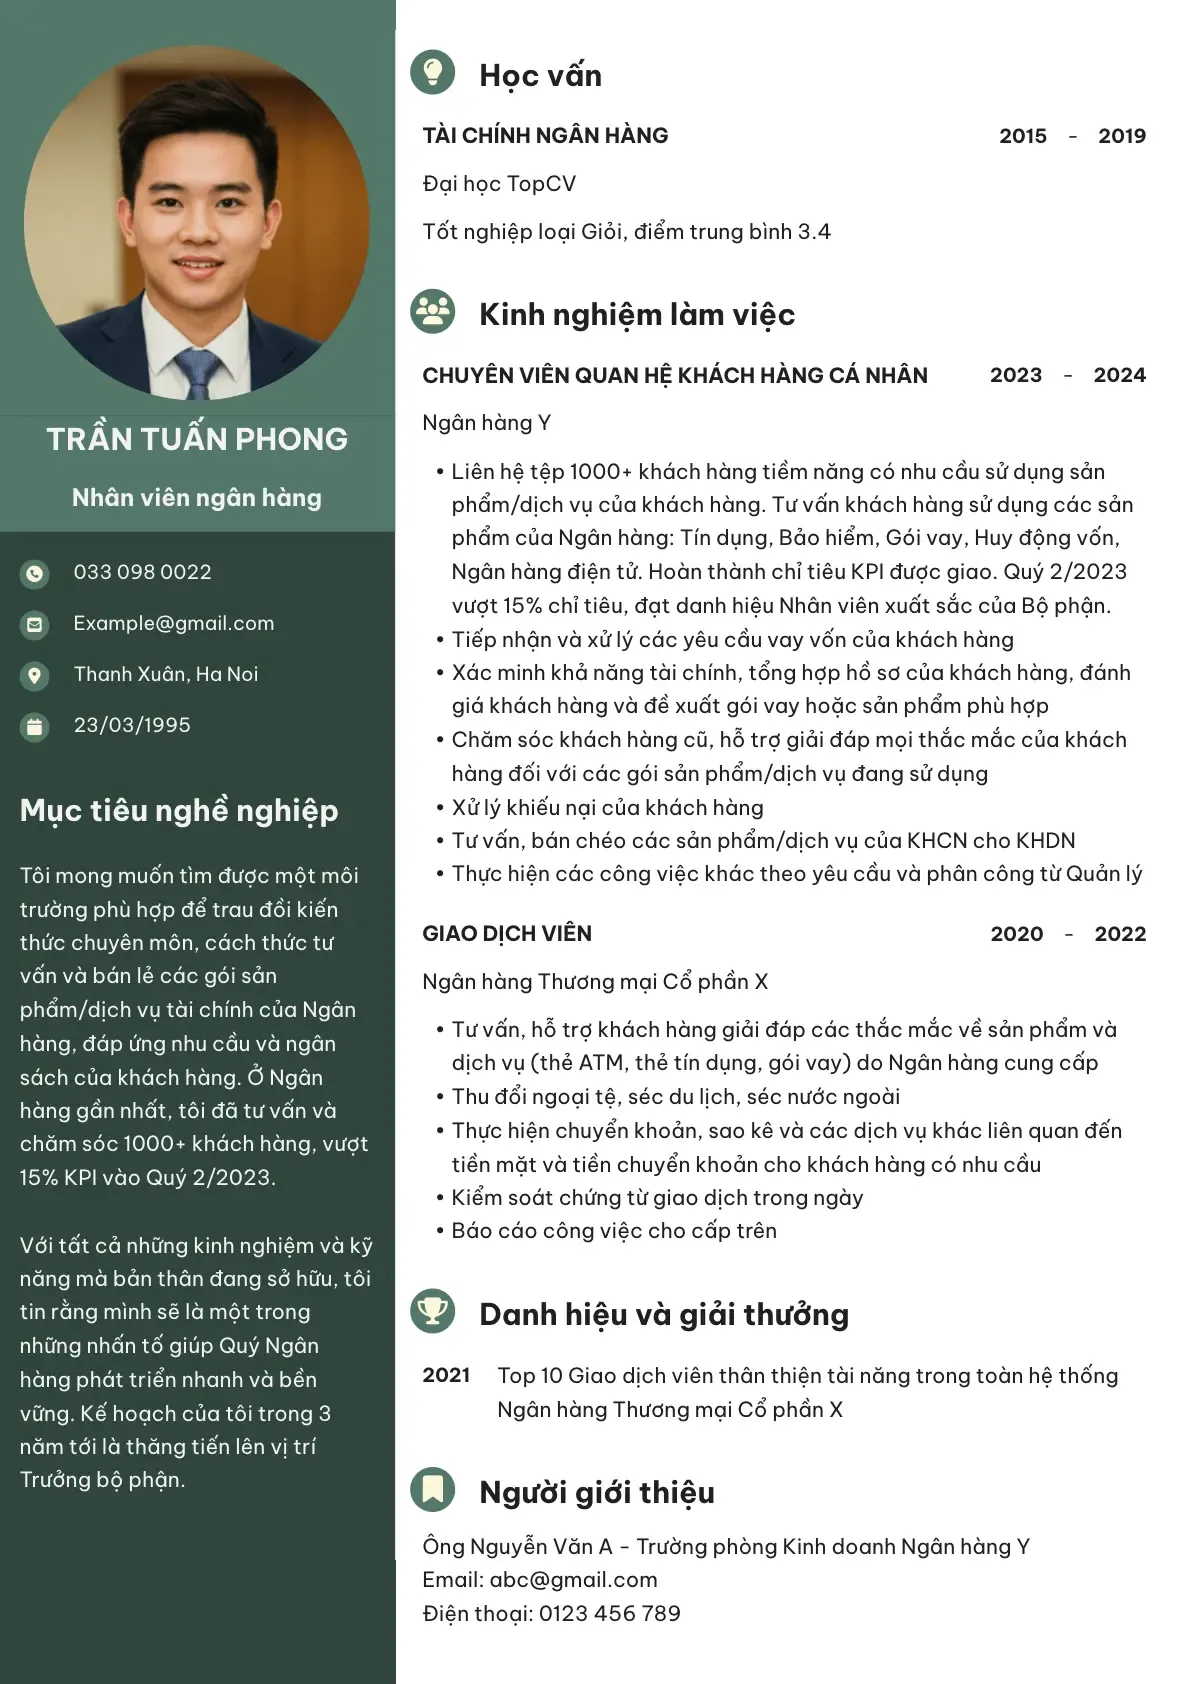 TRẦN TUẤN PHONG
Nhân viên ngân hàng
033 098 0022
Example@gmail.com
Thanh Xuân, Ha Noi
23/03/1995
Mục tiêu nghề nghiệp
Tôi mong muốn tìm được một môi
trường phù hợp để trau đồi kiến
thức chuyên môn, cách thức tư
vấn và bán lẻ các gói sản
phẩm/dịch vụ tài chính của Ngân
hàng, đáp ứng nhu cầu và ngân
sách của khách hàng. Ở Ngân
hàng gần nhất, tôi đã tư vấn và
chăm sóc 1000+ khách hàng, vượt
15% KPI vào Quý 2/2023.
Với tất cả những kinh nghiệm và kỹ
năng mà bản thân đang sở hữu, tôi
tin rằng mình sẽ là một trong
những nhấn tố giúp Quý Ngân
hàng phát triển nhanh và bền
vững. Kế hoạch của tôi trong 3
năm tới là thăng tiến lên vị trí
Trưởng bộ phận.
Học vấn
TÀI CHÍNH NGÂN HÀNG 2015 - 2019
Đại học TopCV
Tốt nghiệp loại Giỏi, điểm trung bình 3.4
Kinh nghiệm làm việc
CHUYÊN VIÊN QUAN HỆ KHÁCH HÀNG CÁ NHÂN 2023 - 2024
Ngân hàng Y
• Liên hệ tệp 1000+ khách hàng tiềm năng có nhu cầu sử dụng sản
phẩm/dịch vụ của khách hàng. Tư vấn khách hàng sử dụng các sản
phẩm của Ngân hàng: Tín dụng, Bảo hiểm, Gói vay, Huy động vốn,
Ngân hàng điện tử. Hoàn thành chỉ tiêu KPI được giao. Quý 2/2023
vượt 15% chỉ tiêu, đạt danh hiệu Nhân viên xuất sắc của Bộ phận.
• Tiếp nhận và xử lý các yêu cầu vay vốn của khách hàng
• Xác minh khả năng tài chính, tổng hợp hồ sơ của khách hàng, đánh
giá khách hàng và đề xuất gói vay hoặc sản phẩm phù hợp
• Chăm sóc khách hàng cũ, hỗ trợ giải đáp mọi thắc mắc của khách
hàng đối với các gói sản phẩm/dịch vụ đang sử dụng
• Xử lý khiếu nại của khách hàng
• Tư vấn, bán chéo các sản phẩm/dịch vụ của KHCN cho KHDN
• Thực hiện các công việc khác theo yêu cầu và phân công từ Quản lý
GIAO DỊCH VIÊN 2020 - 2022
Ngân hàng Thương mại Cổ phần X
• Tư vấn, hỗ trợ khách hàng giải đáp các thắc mắc về sản phẩm và
dịch vụ (thẻ ATM, thẻ tín dụng, gói vay) do Ngân hàng cung cấp
• Thu đổi ngoại tệ, séc du lịch, séc nước ngoài
• Thực hiện chuyển khoản, sao kê và các dịch vụ khác liên quan đến
tiền mặt và tiền chuyển khoản cho khách hàng có nhu cầu
• Kiểm soát chứng từ giao dịch trong ngày
• Báo cáo công việc cho cấp trên
Danh hiệu và giải thưởng
2021 Top 10 Giao dịch viên thân thiện tài năng trong toàn hệ thống
Ngân hàng Thương mại Cổ phần X
Người giới thiệu
Ông Nguyễn Văn A - Trường phòng Kinh doanh Ngân hàng Y
Email: abc@gmail.com
Điện thoại: 0123 456 789